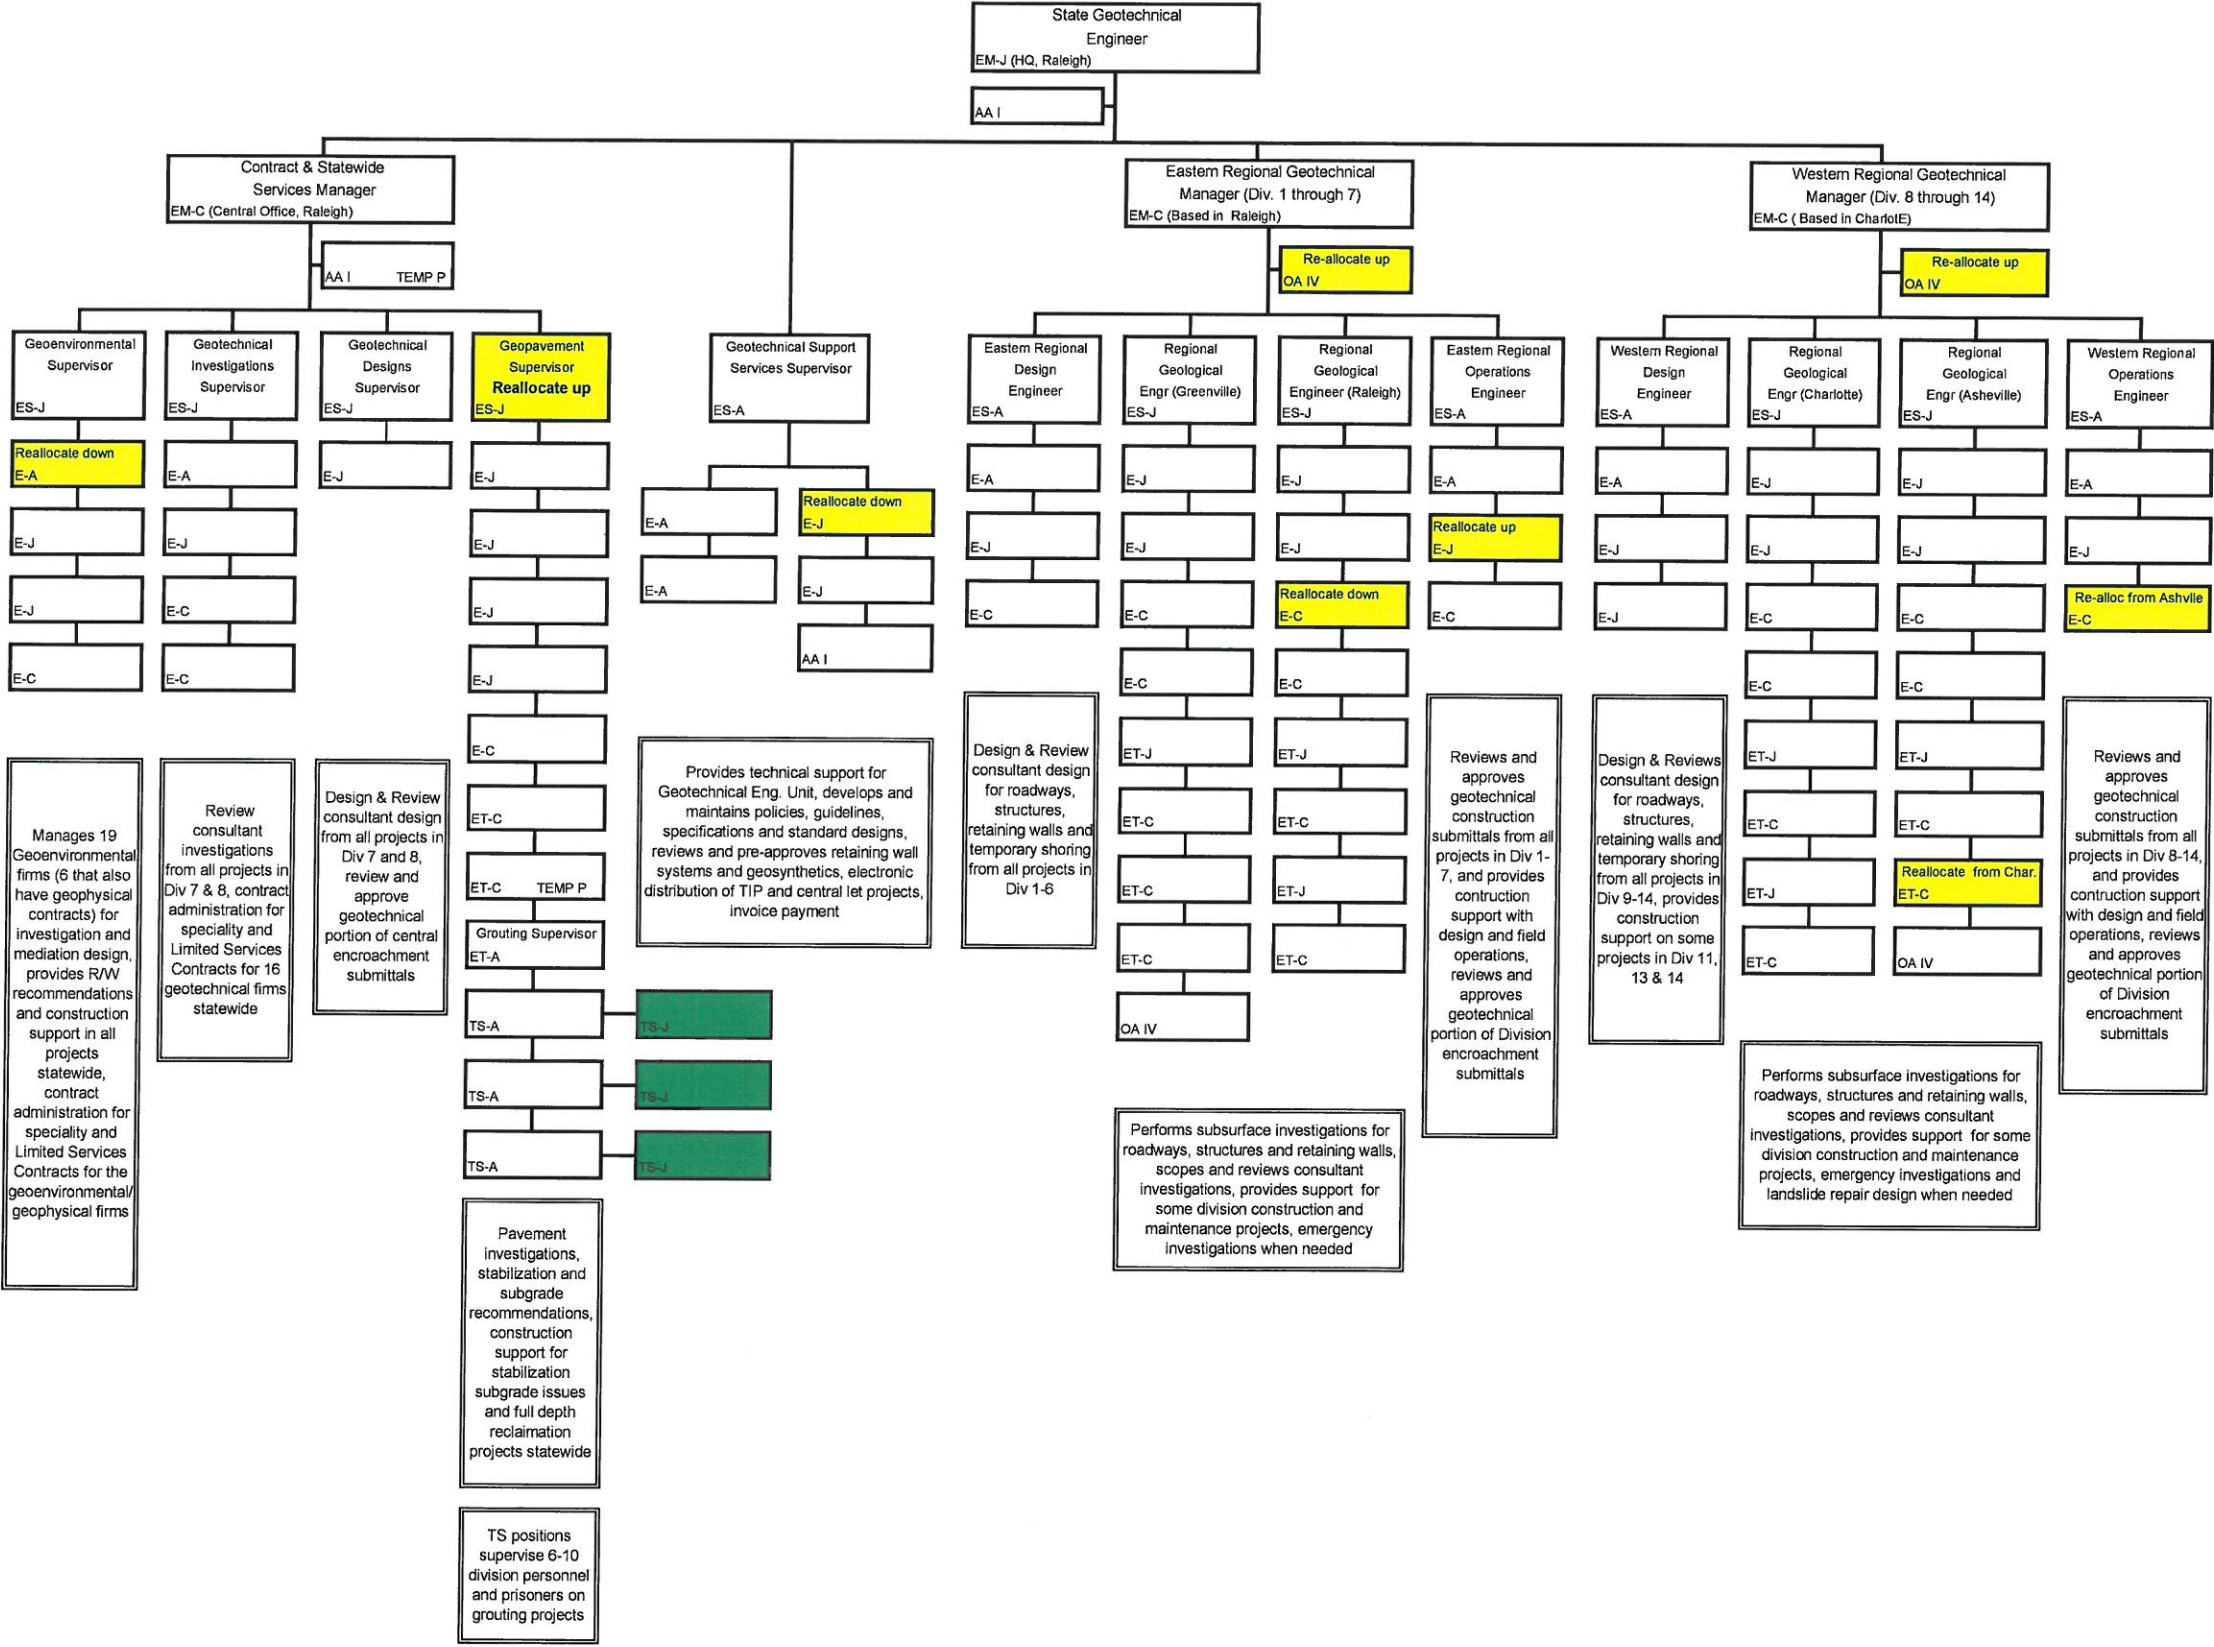 State Geotechnical
Engineer
EM-J (HQ, Raleigh)
AA I
Contract & Statewide
Services Manager
EM-C (Central Office, Raleigh)
AA I TEMP P
Geoenvironmental
Supervisor
ES-J
Reallocate down
E-A
E-J
E-J
E-C
Manages 19
Geoenvironmental
firms (6 that also
have geophysical
contracts) for
investigation and
mediation design,
provides R/W
recommendations
and construction
support in all
projects
statewide,
contract
administration for
speciality and
Limited Services
Contracts for the
geoenvironmental/
geophysical firms
Geotechnical
Investigations
Supervisor
ES-J
E-A
E-J
E-C
E-C
Review
consultant
investigations
from all projects in
Div 7 & 8, contract
administration for
speciality and
Limited Services
Contracts for 16
geotechnical firms
statewide
Geotechnical
Designs
Supervisor
ES-J
E-J
Design & Review
consultant design
from all projects in
Div 7 and 8,
review and
approve
geotechnical
portion of central
encroachment
submittals
Geopavement
Supervisor
Reallocate up
ES-J
E-J
E-J
E-J
E-J
E-C
ET-C
ET-C TEMP P
Grouting Supervisor
ET-A
TS-A
TS-J
TS-A
TS-J
TS-A
TS-J
Pavement
investigations,
stabilization and
subgrade
recommendations,
construction
support for
stabilization
subgrade issues
and full depth
reclaimation
projects statewide
TS positions
supervise 6-10
division personnel
and prisoners on
grouting projects
Geotechnical Support
Services Supervisor
ES-A
E-A
E-A
Reallocate down
E-J
E-J
AA I
Provides technical support for
Geotechnical Eng. Unit, develops and
maintains policies, guidelines,
specifications and standard designs,
reviews and pre-approves retaining wall
systems and geosynthetics, electronic
distribution of TIP and central let projects,
invoice payment
Eastern Regional Geotechnical
Manager (Div. 1 through 7)
EM-C (Based in Raleigh)
Re-allocate up
OA IV
Eastern Regional
Design
Engineer
ES-A
E-A
E-J
E-C
Design & Review
consultant design
for roadways,
structures,
retaining walls and
temporary shoring
from all projects in
Div 1-6
Regional
Geological
Engr (Greenville)
ES-J
E-J
E-J
E-C
E-C
ET-J
ET-C
ET-C
ET-C
OA IV
Regional
Geological
Engineer (Raleigh)
ES-J
E-J
E-J
Reallocate down
E-C
E-C
ET-J
ET-C
ET-J
ET-C
Performs subsurface investigations for
roadways, structures and retaining walls,
scopes and reviews consultant
investigations, provides support for
some division construction and
maintenance projects, emergency
investigations when needed
Eastern Regional
Operations
Engineer
ES-A
E-A
Reallocate up
E-J
E-C
Reviews and
approves
geotechnical
construction
submittals from all
projects in Div 1-
7, and provides
contruction
support with
design and field
operations,
reviews and
approves
geotechnical
portion of Division
encroachment
submittals
Western Regional Geotechnical
Manager (Div. 8 through 14)
EM-C ( Based in CharlotE)
Re-allocate up
OA IV
Western Regional
Design
Engineer
ES-A
E-A
E-J
E-J
Design & Reviews
consultant design
for roadways,
structures,
retaining walls and
temporary shoring
from all projects in
Div 9-14, provides
construction
support on some
projects in Div 11,
13 & 14
Regional
Geological
Engr (Charlotte)
ES-J
E-J
E-J
E-C
E-C
ET-J
ET-C
ET-J
ET-C
Regional
Geological
Engr (Asheville)
ES-J
E-J
E-J
E-C
E-C
ET-J
ET-C
Reallocate from Char.
ET-C
OA IV
Performs subsurface investigations for
roadways, structures and retaining walls,
scopes and reviews consultant
investigations, provides support for some
division construction and maintenance
projects, emergency investigations and
landslide repair design when needed
Western Regional
Operations
Engineer
ES-A
E-A
E-J
Re-alloc from Ashvlle
E-C
Reviews and
approves
geotechnical
construction
submittals from all
projects in Div 8-14,
and provides
contruction support
with design and field
operations, reviews
and approves
geotechnical portion
of Division
encroachment
submittals